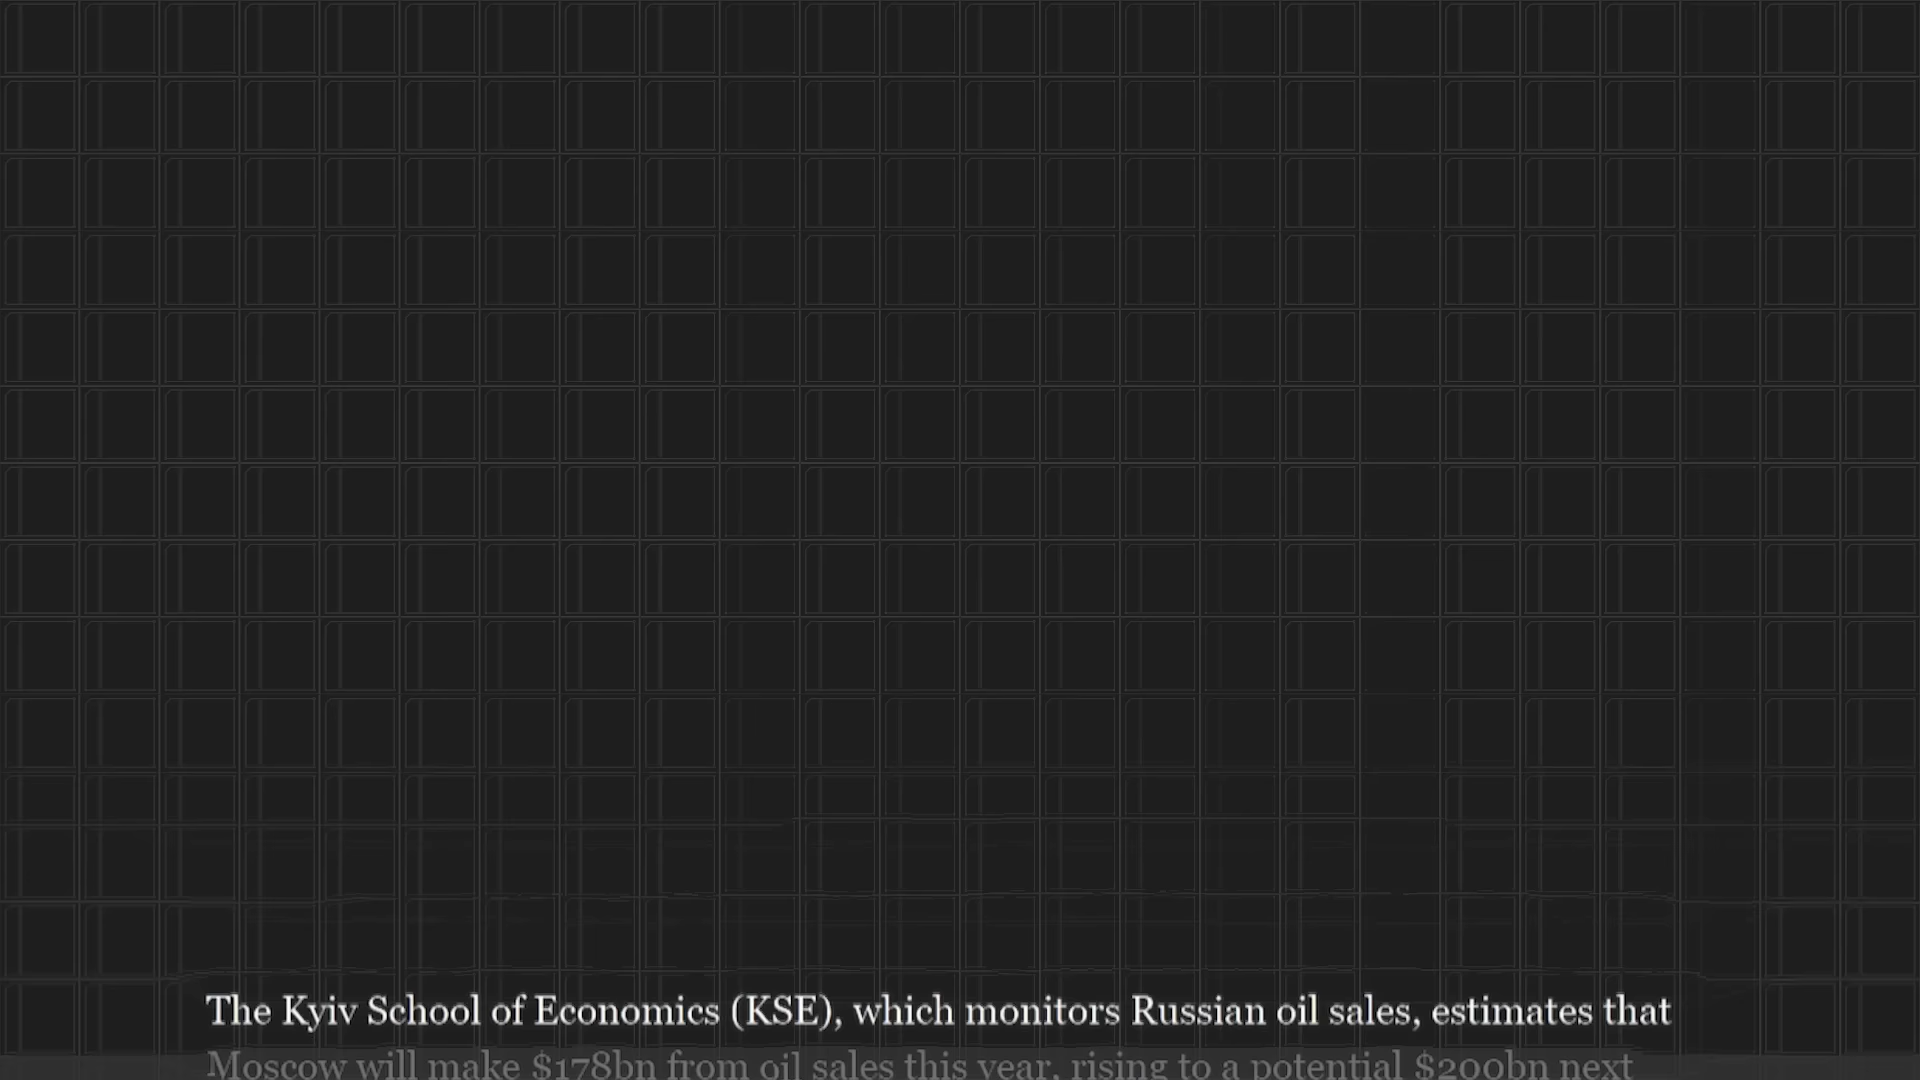 The Kyiv School of Economics (KSE), which monitors Russian oil sales, estimates that
Moscow will make $178bn from oil sales this year, rising to a potential $200bn next